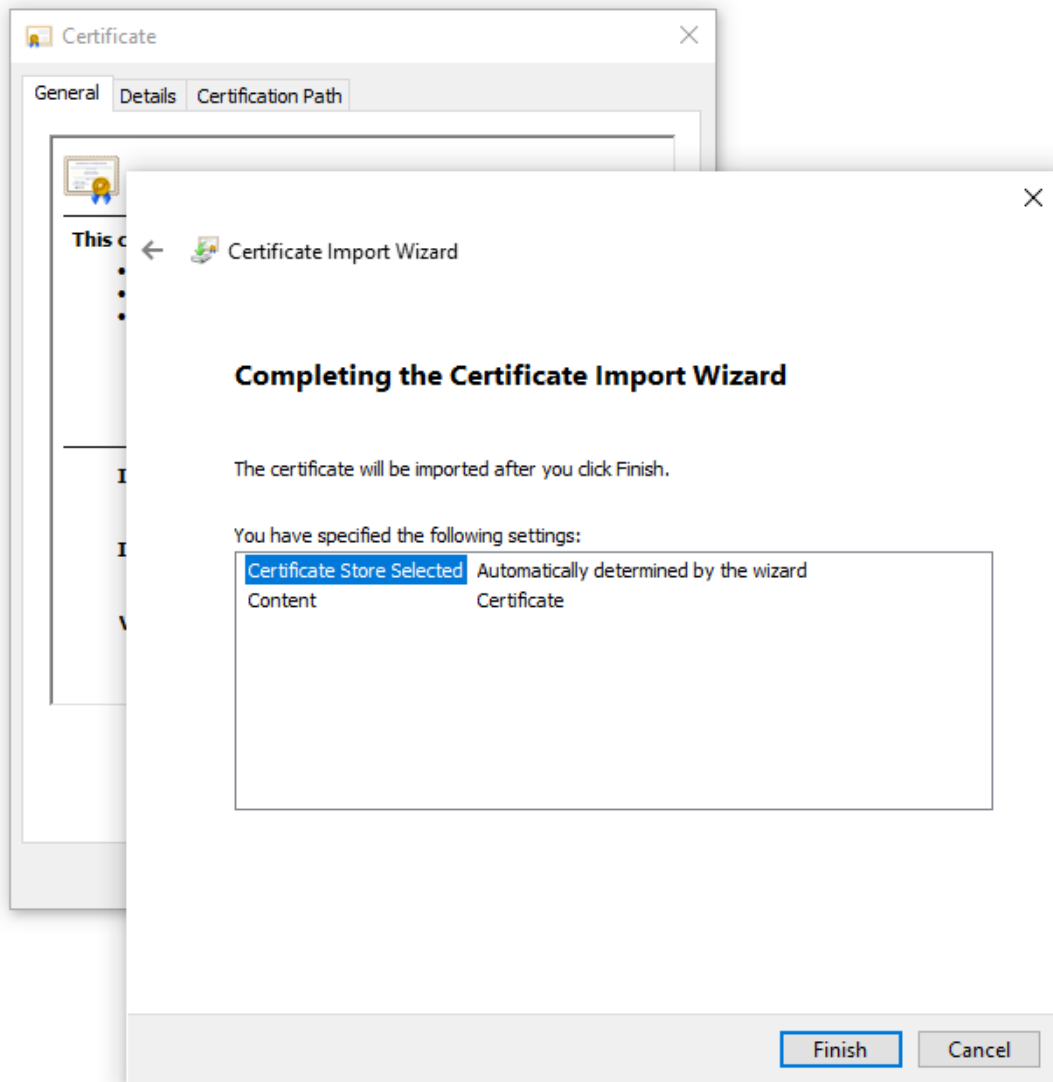 Certificate
General Details Certification Path
This c
Certificate Import Wizard
Completing the Certificate Import Wizard
The certificate will be imported after you click Finish.
You have specified the following settings:
Certificate Store Selected Automatically determined by the wizard
Content Certificate
Finish Cancel